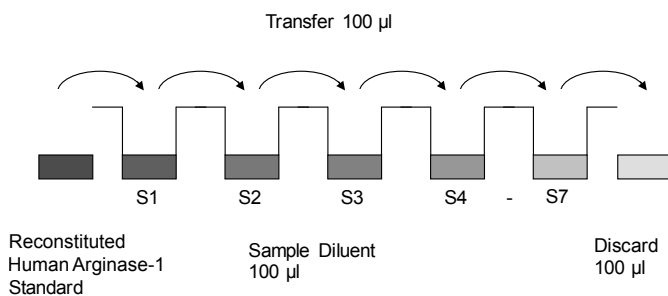 Transfer 100 µl
S1 S2 S3 S4 - S7
Reconstituted
Human Arginase-1
Standard
Sample Diluent
100 µl
Discard
100 µl